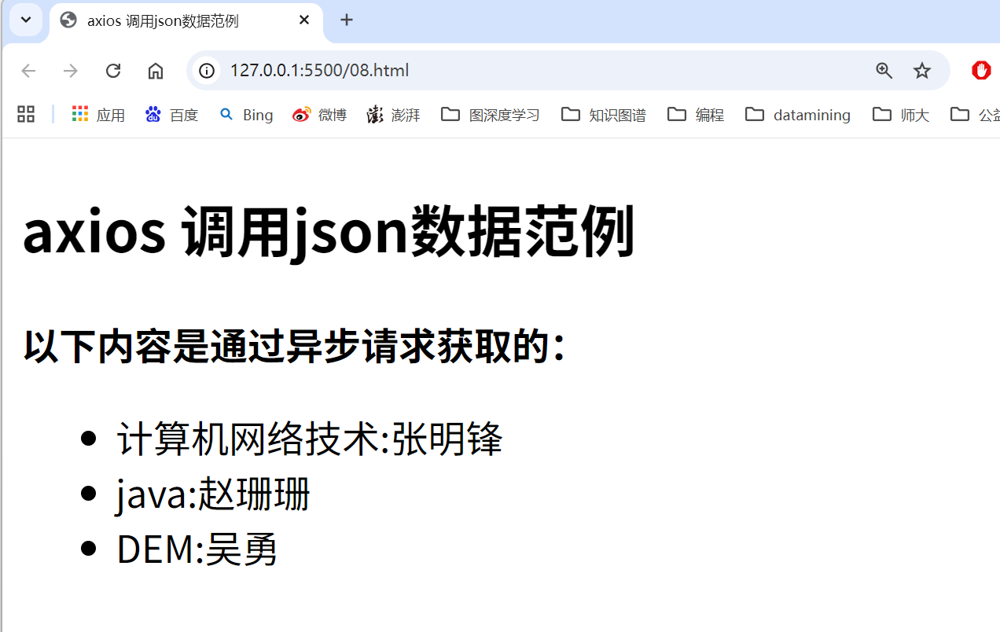 axios 调用json数据范例
127.0.0.1:5500/08.html
应用 百度 Bing 微博 澎湃 图深度学习 知识图谱 编程 datamining 师大 公益
axios 调用json数据范例
以下内容是通过异步请求获取的：
计算机网络技术:张明锋
java:赵珊珊
DEM:吴勇